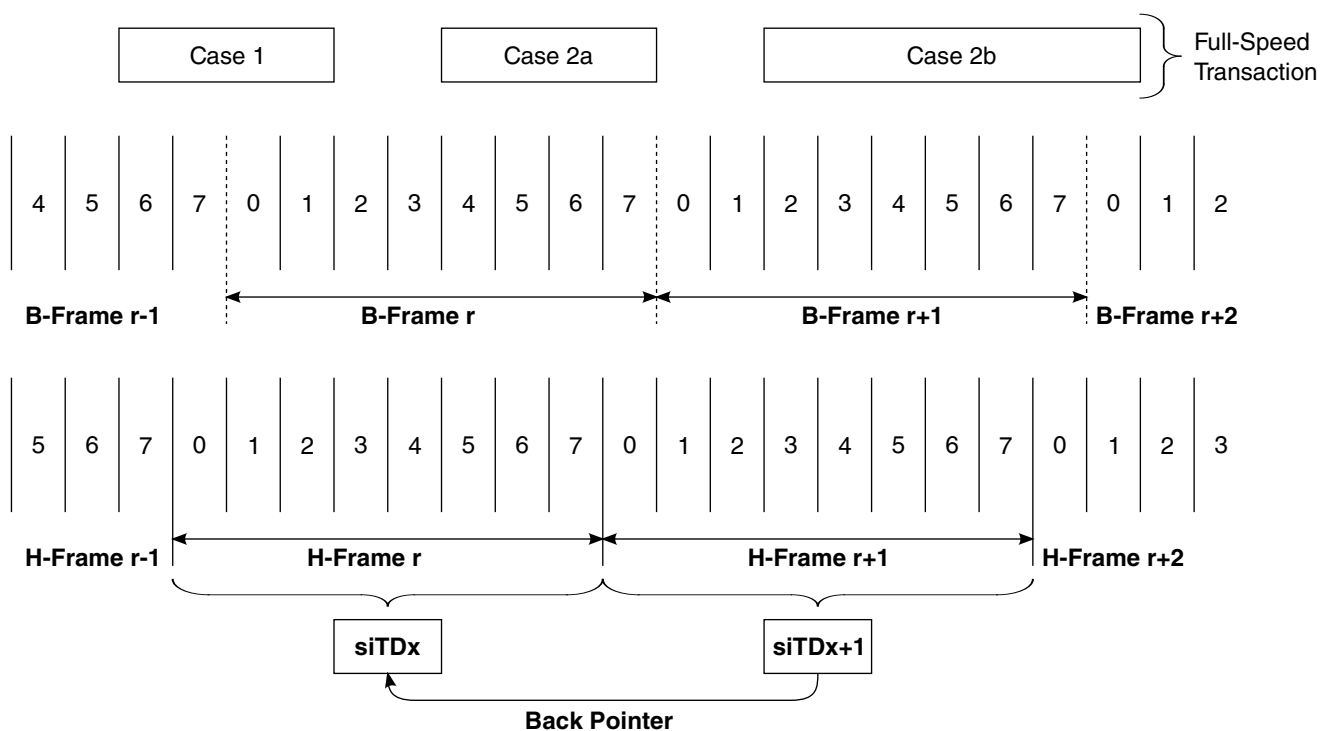 Case 1 Case 2a Case 2b Full-Speed
Transaction
4 5 6 7 0 1 2 3 4 5 6 7 0 1 2 3 4 5 6 7 0 1 2
B-Frame r-1 B-Frame r B-Frame r+1 B-Frame r+2
5 6 7 0 1 2 3 4 5 6 7 0 1 2 3 4 5 6 7 0 1 2 3
H-Frame r-1 H-Frame r H-Frame r+1 H-Frame r+2
siTDx siTDx+1
Back Pointer